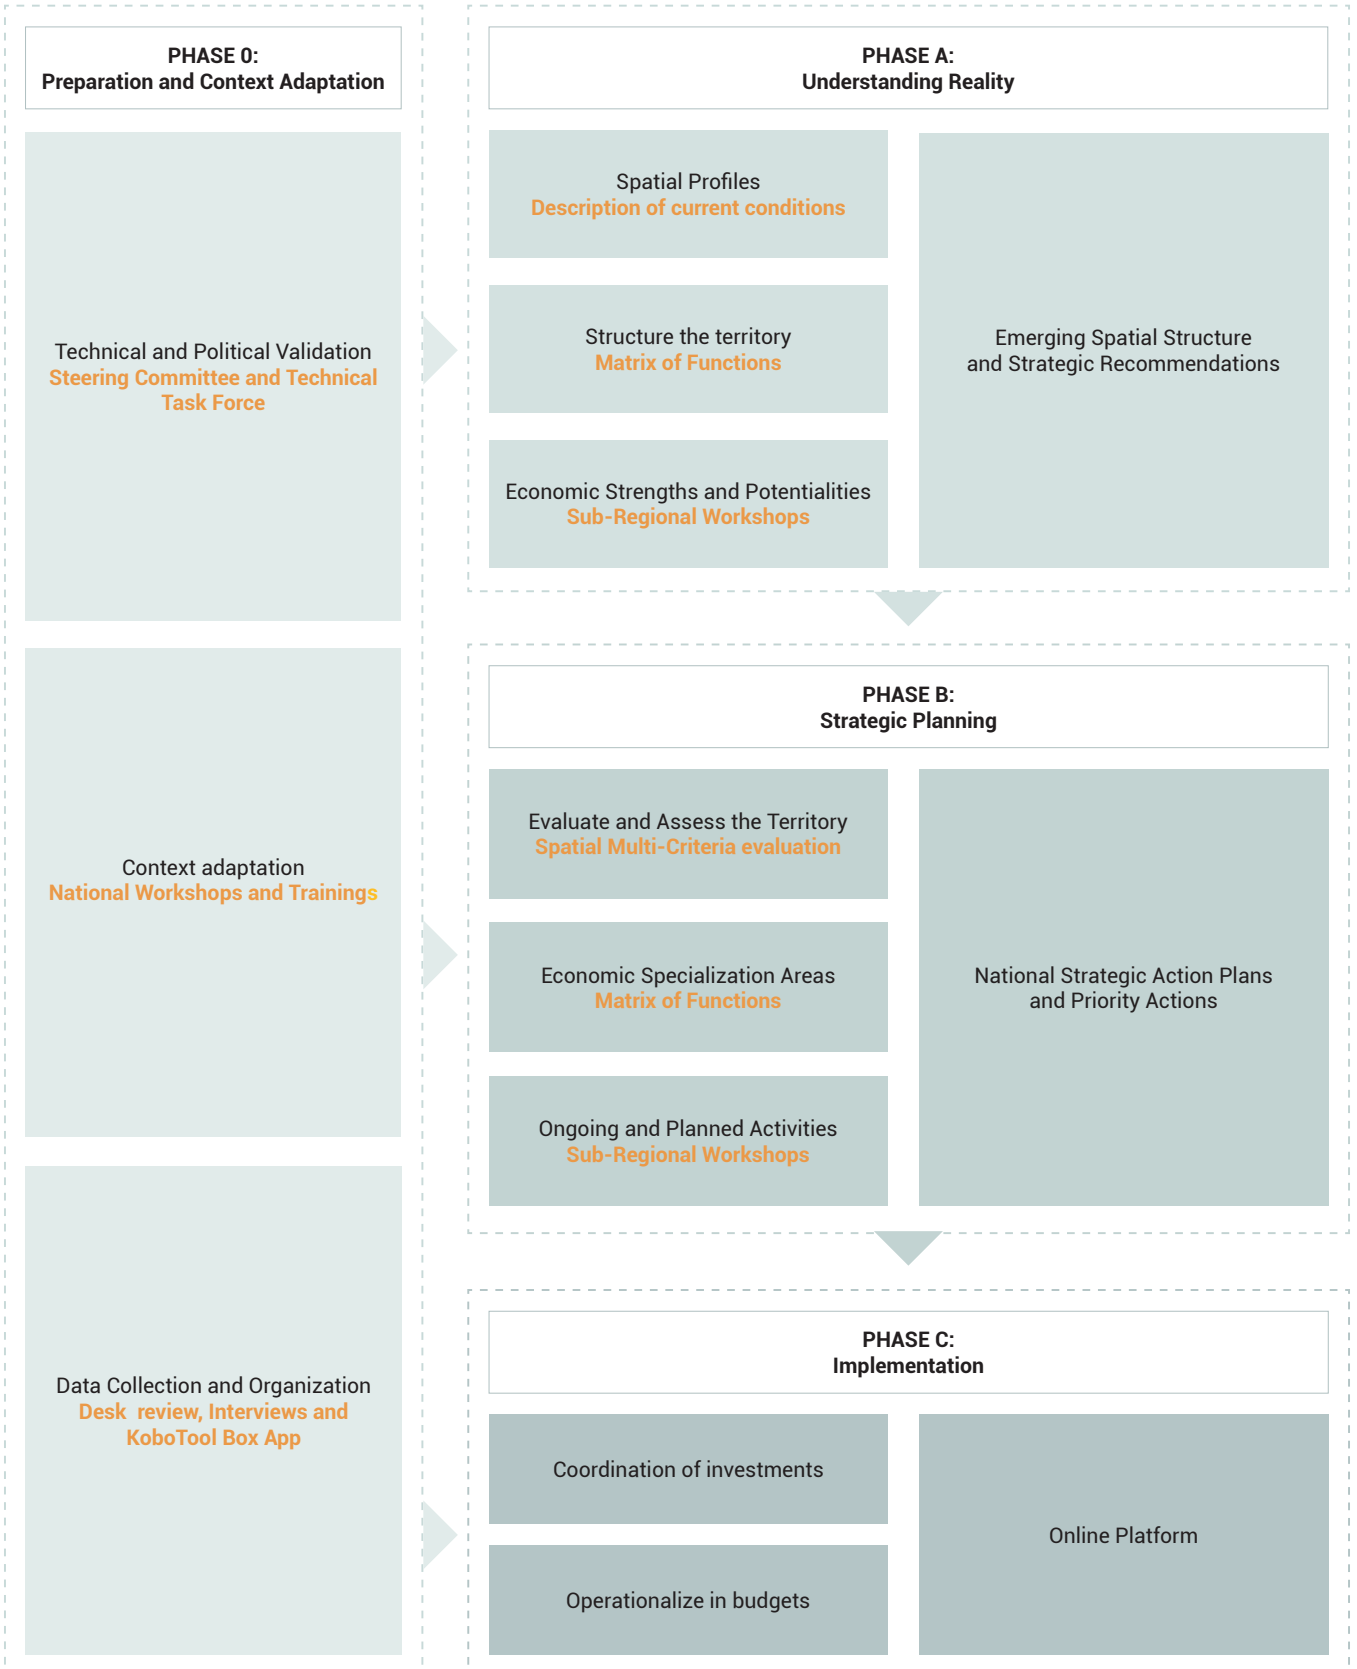 PHASE 0:
Preparation and Context Adaptation
Technical and Political Validation
Steering Committee and Technical
Task Force
Context adaptation
National Workshops and Trainings
Data Collection and Organization
Desk  review, Interviews and
KoboTool Box App
PHASE A:
Understanding Reality
Spatial Profiles
Description of current conditions
Structure the territory
Matrix of Functions
Economic Strengths and Potentialities
Sub-Regional Workshops
Emerging Spatial Structure
and Strategic Recommendations
PHASE B:
Strategic Planning
Evaluate and Assess the Territory
Spatial Multi-Criteria evaluation
Economic Specialization Areas
Matrix of Functions
Ongoing and Planned Activities
Sub-Regional Workshops
National Strategic Action Plans
and Priority Actions
PHASE C:
Implementation
Coordination of investments
Operationalize in budgets
Online Platform